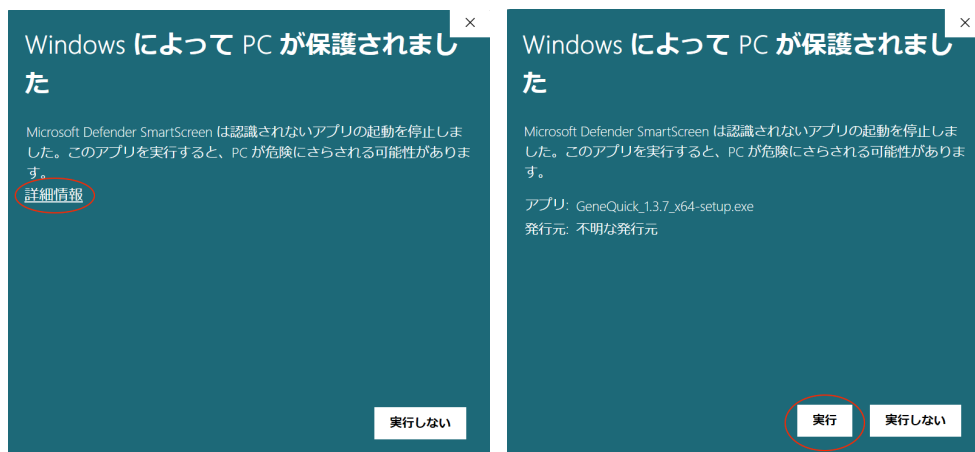 Windows によって PC が保護されまし
た
Microsoft Defender SmartScreen は認識されないアプリの起動を停止しま
した。このアプリを実行すると、PC が危険にさらされる可能性がありま
す。
詳細情報
実行しない
Windows によって PC が保護されまし
た
Microsoft Defender SmartScreen は認識されないアプリの起動を停止しま
した。このアプリを実行すると、PC が危険にさらされる可能性がありま
す。
アプリ: GeneQuick_1.3.7_x64-setup.exe
発行元: 不明な発行元
実行 実行しない